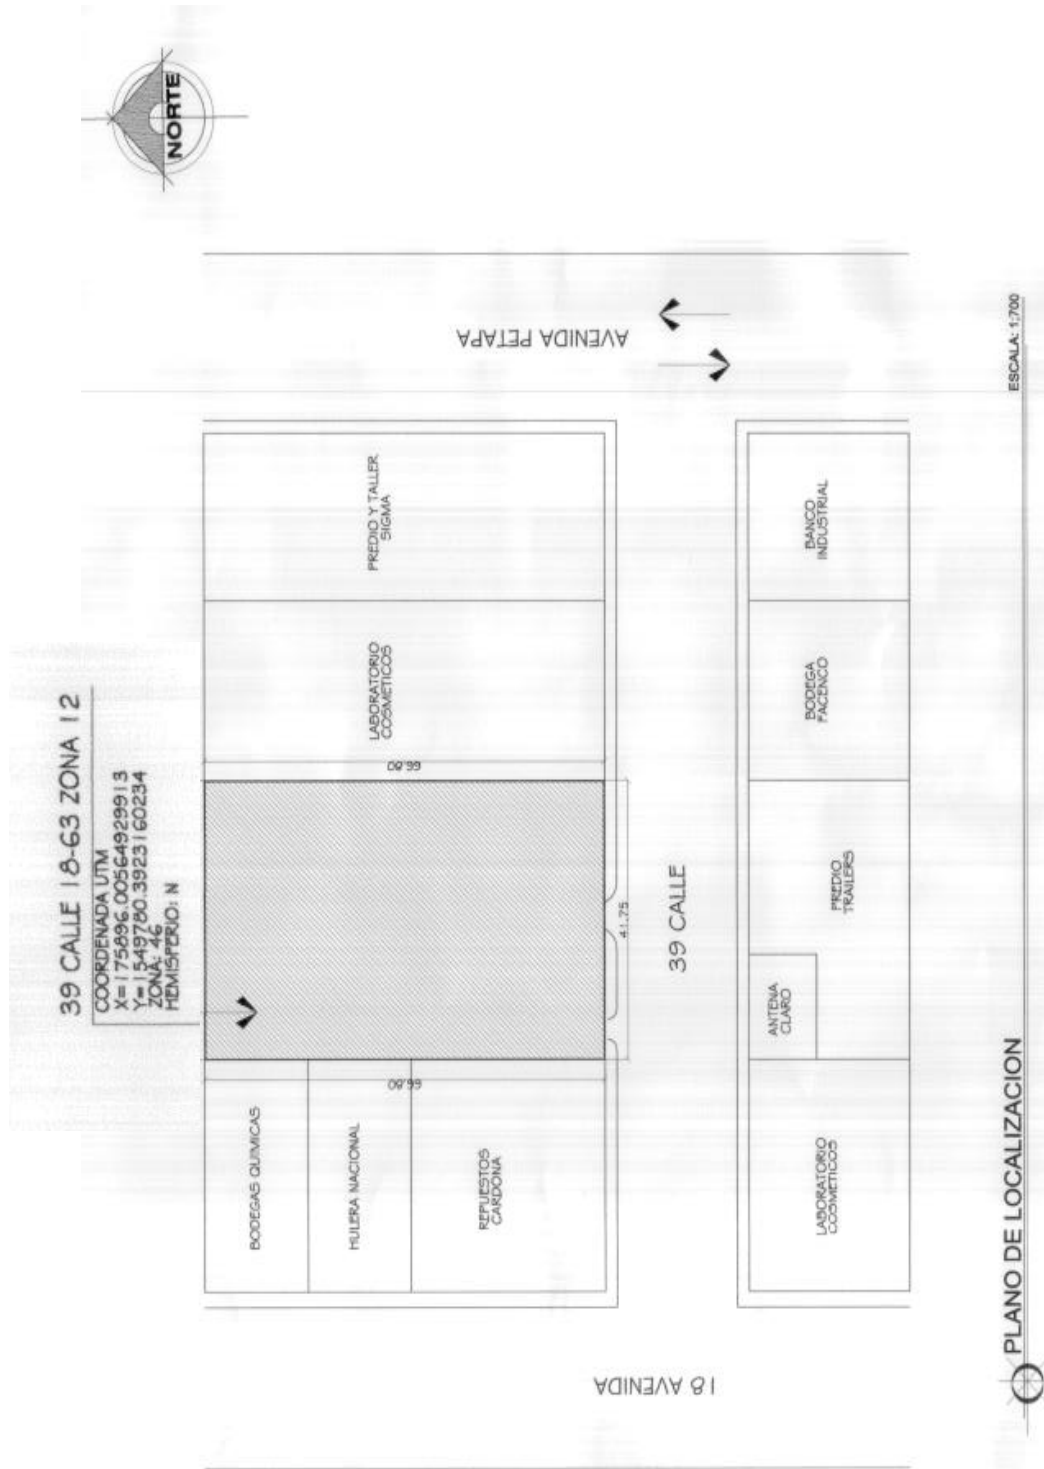 NORTE
39 CALLE 18-63 ZONA 12
COORDENADA UTM
X=175896.00564929913
Y=1549780.3923160234
ZONA: 46
HEMISFERIO: N
AVENIDA PETAPA
PREDIO Y TALLER
SIGMA
LABORATORIO
COSMETICOS
66.80
41.75
66.80
BODEGAS QUIMICAS
HULERA NACIONAL
REPUESTOS
CARDONA
39 CALLE
BANCO
INDUSTRIAL
BODEGA
FACENCO
PREDIO
TRAILERS
ANTENA
CLARO
LABORATORIO
COSMETICOS
18 AVENIDA
PLANO DE LOCALIZACION
ESCALA: 1:700